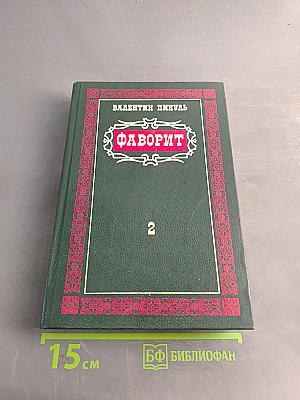 ВАЛЕНТИН ПИКУЛЬ
ФАВОРИТ
2
15 см
БФ БИБЛИОФАН